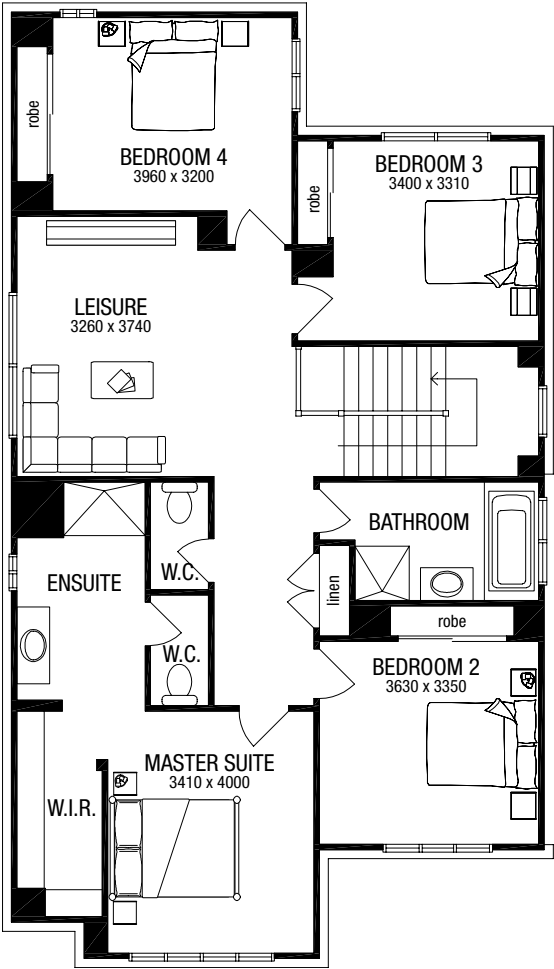 robe
BEDROOM 4
3960 x 3200
robe
BEDROOM 3
3400 x 3310
LEISURE
3260 x 3740
W.C.
BATHROOM
ENSUITE
linen
robe
W.C.
BEDROOM 2
3630 x 3350
MASTER SUITE
3410 x 4000
W.I.R.